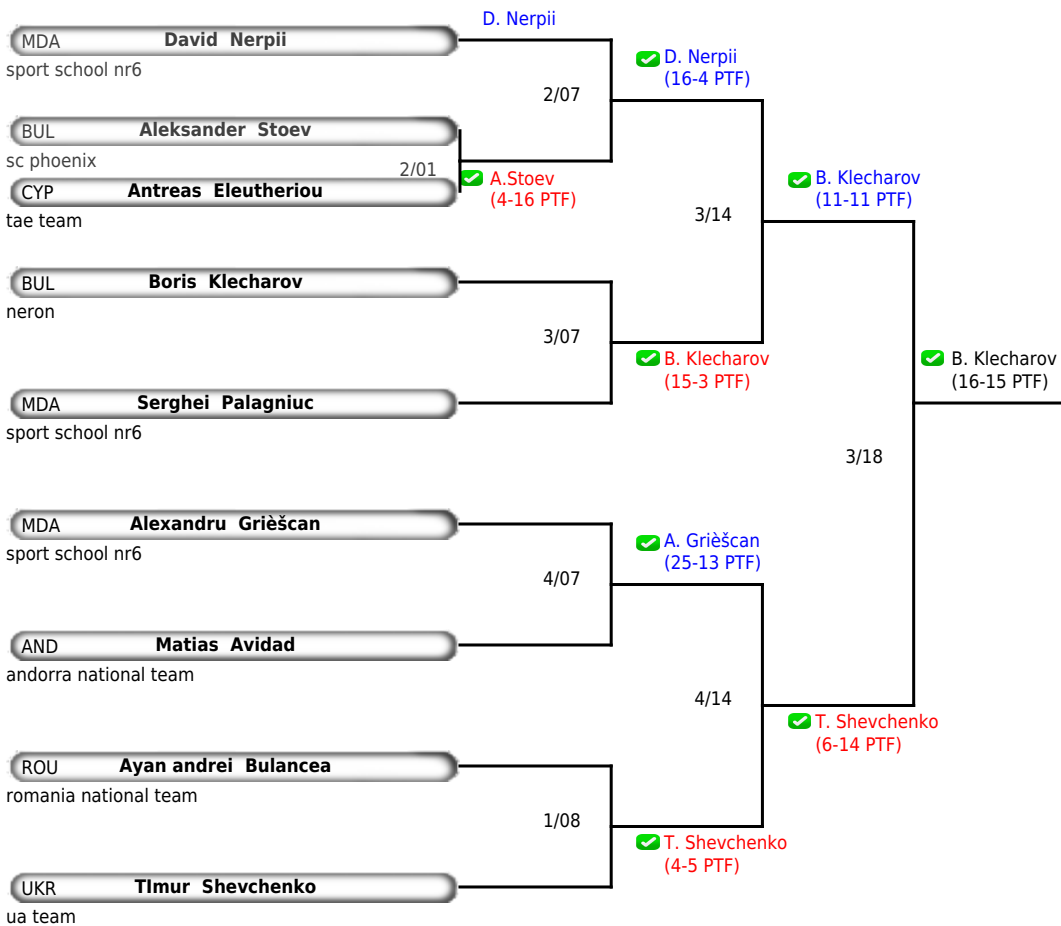 D. Nerpii
MDA David Nerpii
sport school nr6
D. Nerpii
(16-4 PTF)
2/07
BUL Aleksander Stoev
sc phoenix
2/01
A.Stoev
(4-16 PTF)
CYP Antreas Eleutheriou
tae team
B. Klecharov
(11-11 PTF)
3/14
BUL Boris Klecharov
neron
3/07
B. Klecharov
(15-3 PTF)
B. Klecharov
(16-15 PTF)
MDA Serghei Palagniuc
sport school nr6
3/18
MDA Alexandru Grièšcan
sport school nr6
A. Grièšcan
(25-13 PTF)
4/07
AND Matias Avidad
andorra national team
4/14
T. Shevchenko
(6-14 PTF)
ROU Ayan andrei Bulancea
romania national team
1/08
T. Shevchenko
(4-5 PTF)
UKR TImur Shevchenko
ua team